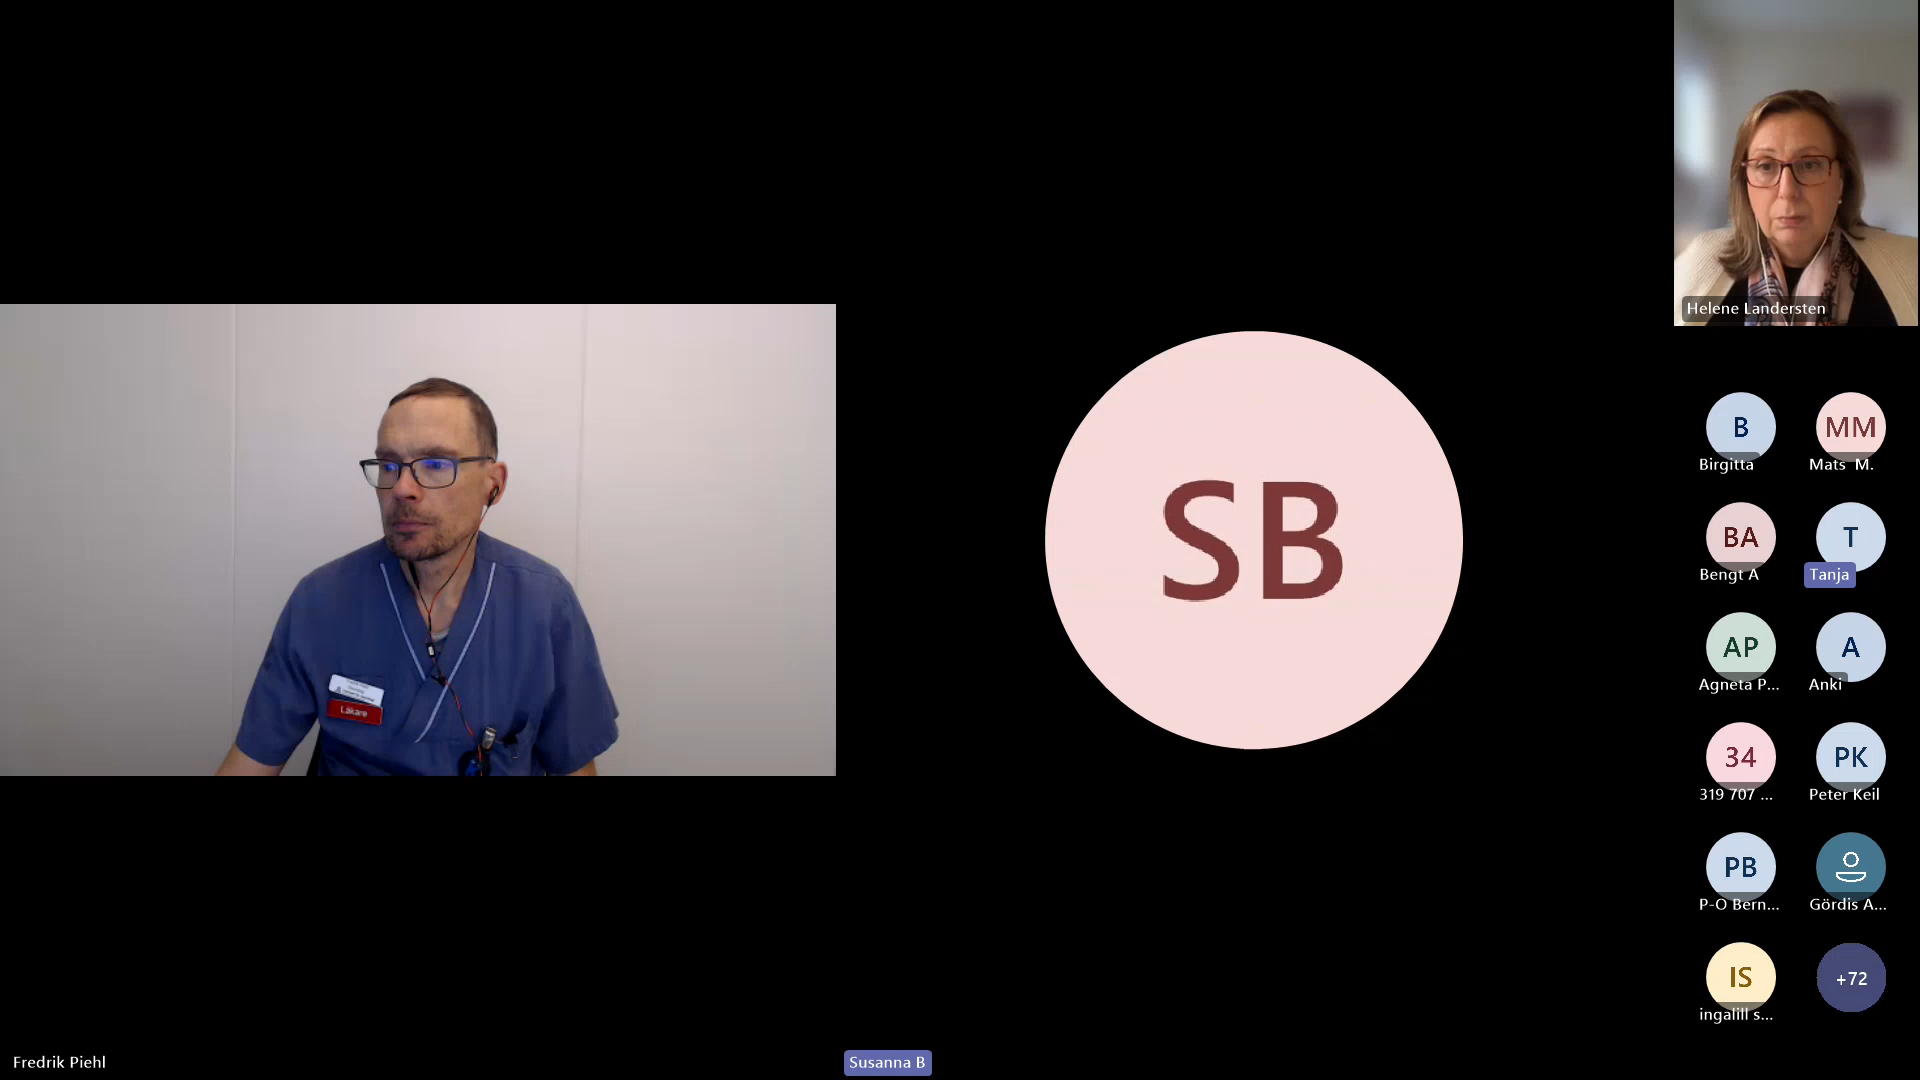 Helene Landersten
B
Birgitta
MM
Mats M.
BA
Bengt A
T
Tanja
AP
Agneta P...
A
Anki
34
319 707 ...
PK
Peter Keil
PB
P-O Bern...
Gördis A...
IS
ingalill s...
+72
SB
Läkare
Fredrik Piehl
Susanna B